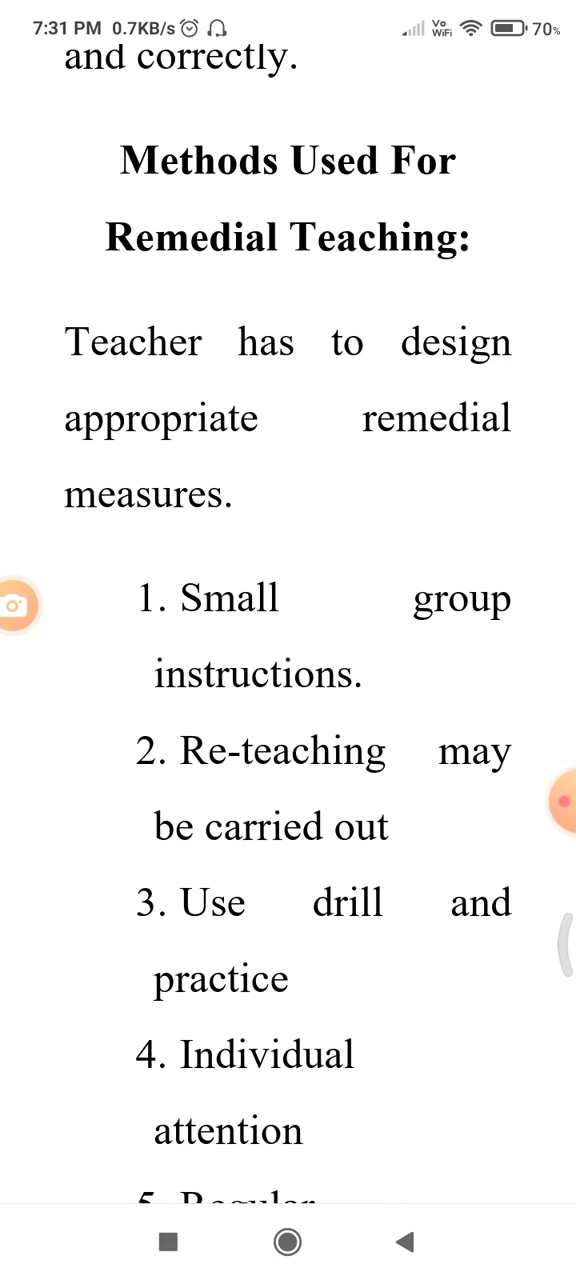 7:31 PM 0.7KB/s Vo WiFi 70%
and correctly.
Methods Used For
Remedial Teaching:
Teacher has to design
appropriate remedial
measures.
1. Small group
instructions.
2. Re-teaching may
be carried out
3. Use drill and
practice
4. Individual
attention
5. Regular